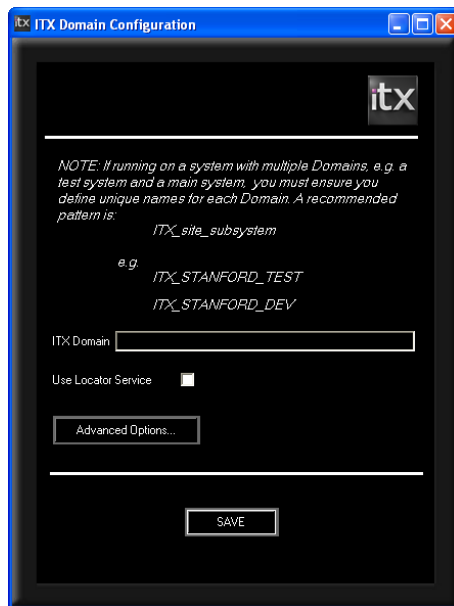 itx ITX Domain Configuration
itx
NOTE: If running on a system with multiple Domains, e.g. a
test system and a main system, you must ensure you
define unique names for each Domain. A recommended
pattern is:
ITX_site_subsystem
e.g.
ITX_STANFORD_TEST
ITX_STANFORD_DEV
ITX Domain
Use Locator Service
Advanced Options...
SAVE